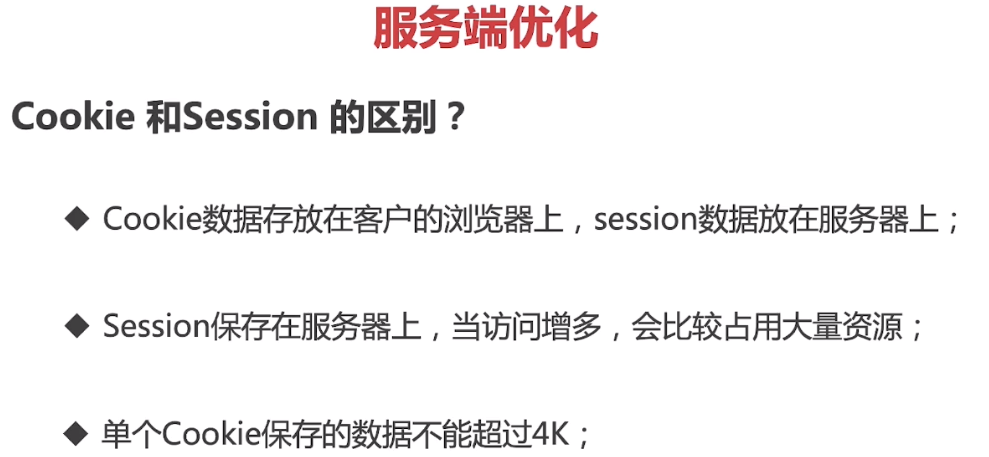 服务端优化
Cookie 和Session 的区别？
◆ Cookie数据存放在客户的浏览器上，session数据放在服务器上；
◆ Session保存在服务器上，当访问增多，会比较占用大量资源；
◆ 单个Cookie保存的数据不能超过4K；